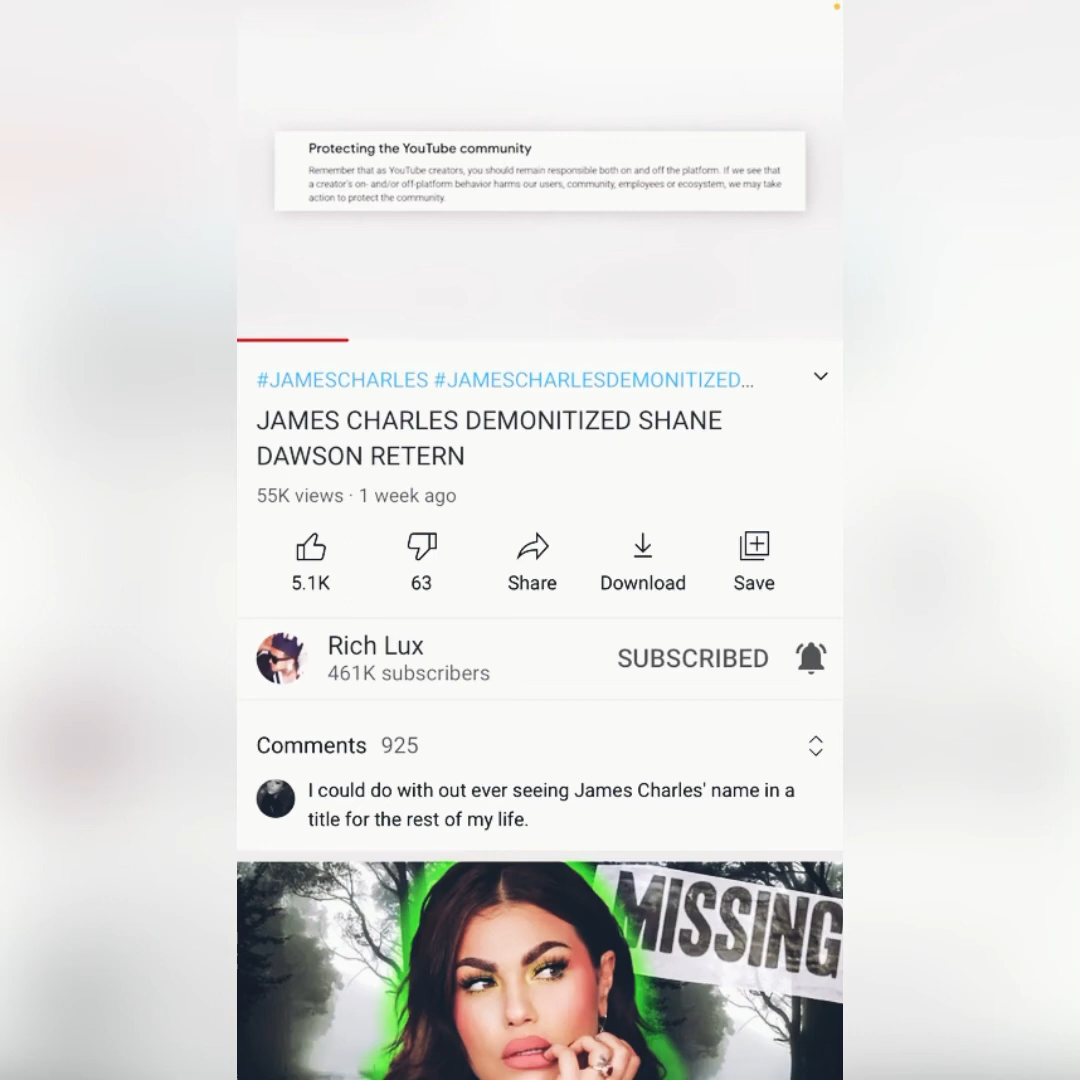 Protecting the YouTube community
Remember that as YouTube creators, you should remain responsible both on and off the platform. If we see that
a creator's on- and/or off-platform behavior harms our users, community, employees or ecosystem, we may take
action to protect the community.
#JAMESCHARLES #JAMESCHARLESDEMONITIZED...
JAMES CHARLES DEMONITIZED SHANE
DAWSON RETERN
55K views · 1 week ago
5.1K 63 Share Download Save
Rich Lux
461K subscribers
SUBSCRIBED
Comments 925
I could do with out ever seeing James Charles' name in a
title for the rest of my life.
MISSING